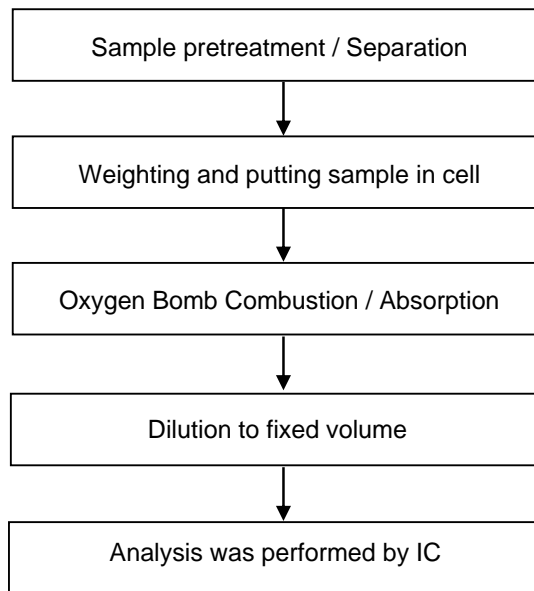 Sample pretreatment / Separation
Weighting and putting sample in cell
Oxygen Bomb Combustion / Absorption
Dilution to fixed volume
Analysis was performed by IC